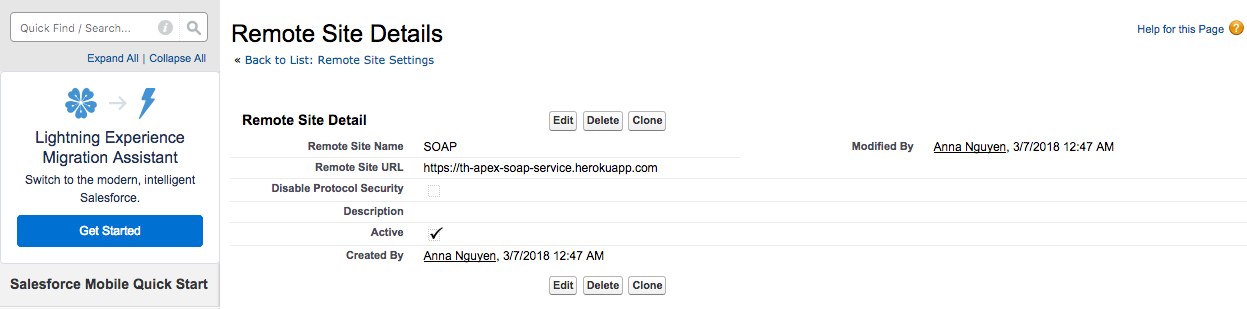 Quick Find / Search...
Expand All | Collapse All
Lightning Experience
Migration Assistant
Switch to the modern, intelligent
Salesforce.
Get Started
Salesforce Mobile Quick Start
Remote Site Details
Help for this Page ?
« Back to List: Remote Site Settings
Remote Site Detail Edit Delete Clone
Remote Site Name SOAP Modified By Anna Nguyen, 3/7/2018 12:47 AM
Remote Site URL https://th-apex-soap-service.herokuapp.com
Disable Protocol Security
Description
Active
Created By Anna Nguyen, 3/7/2018 12:47 AM
Edit Delete Clone